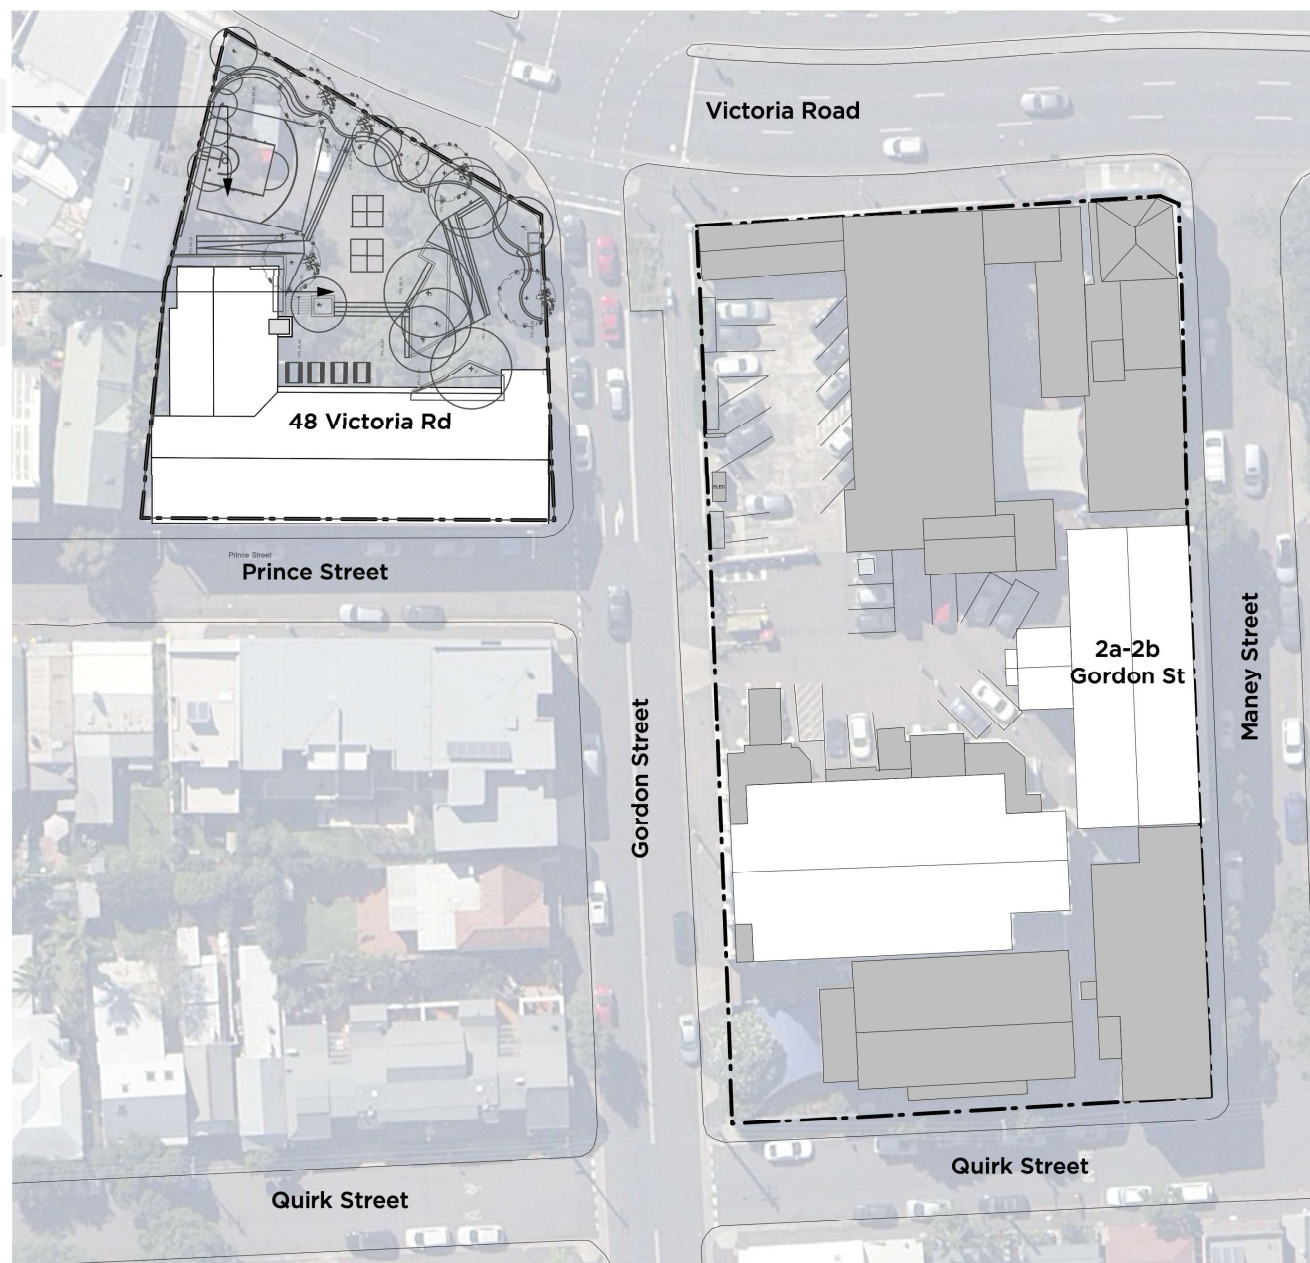 Victoria Road
48 Victoria Rd
Prince Street
Prince Street
ELEC
2a-2b
Gordon St
Maney Street
Gordon Street
Quirk Street
Quirk Street